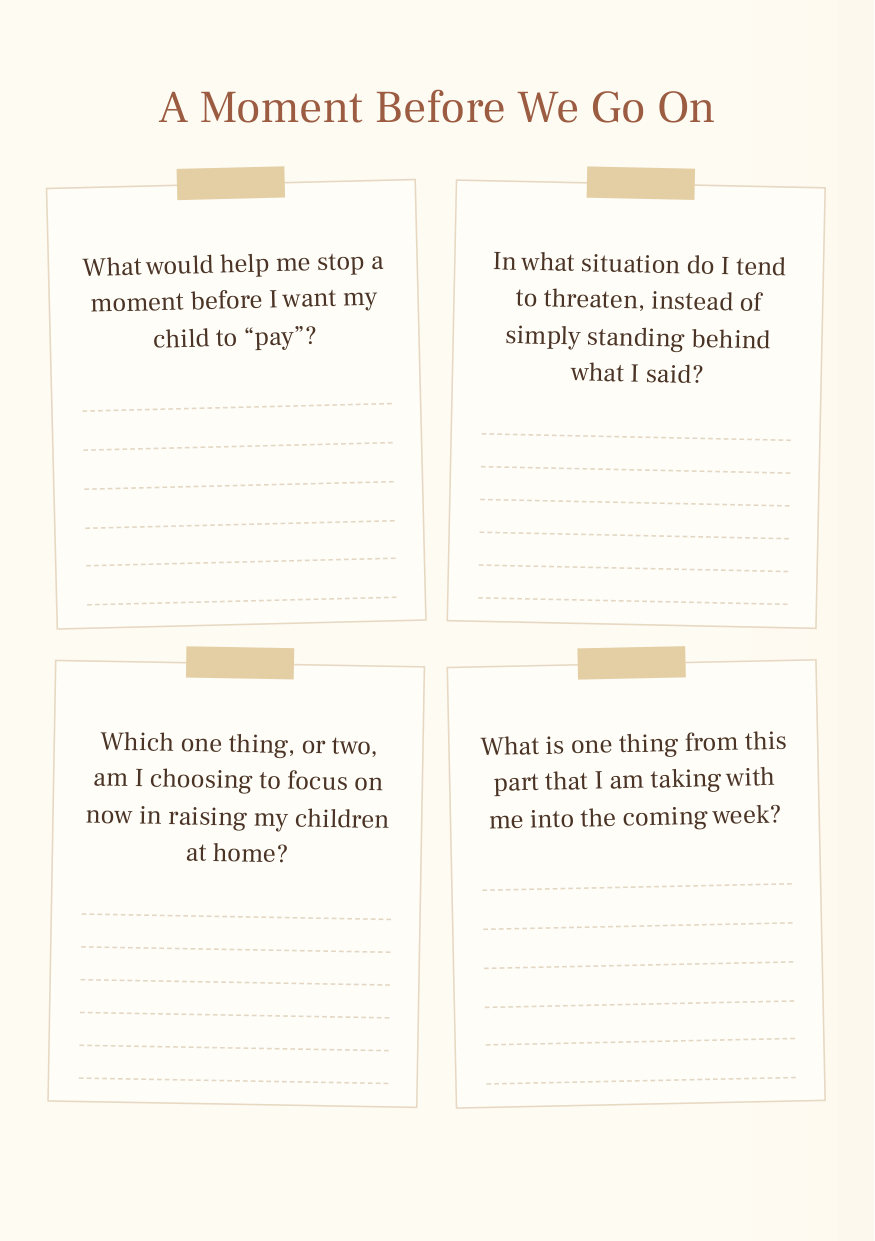 A Moment Before We Go On
What would help me stop a
moment before I want my
child to “pay”?
In what situation do I tend
to threaten, instead of
simply standing behind
what I said?
Which one thing, or two,
am I choosing to focus on
now in raising my children
at home?
What is one thing from this
part that I am taking with
me into the coming week?